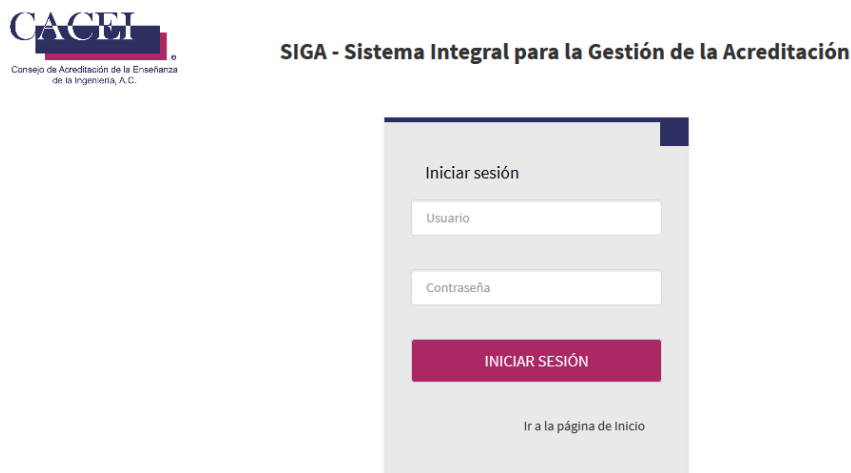 CACEI
Consejo de Acreditación de la Enseñanza
de la Ingeniería, A.C.
SIGA - Sistema Integral para la Gestión de la Acreditación
Iniciar sesión
Usuario
Contraseña
INICIAR SESIÓN
Ir a la página de Inicio